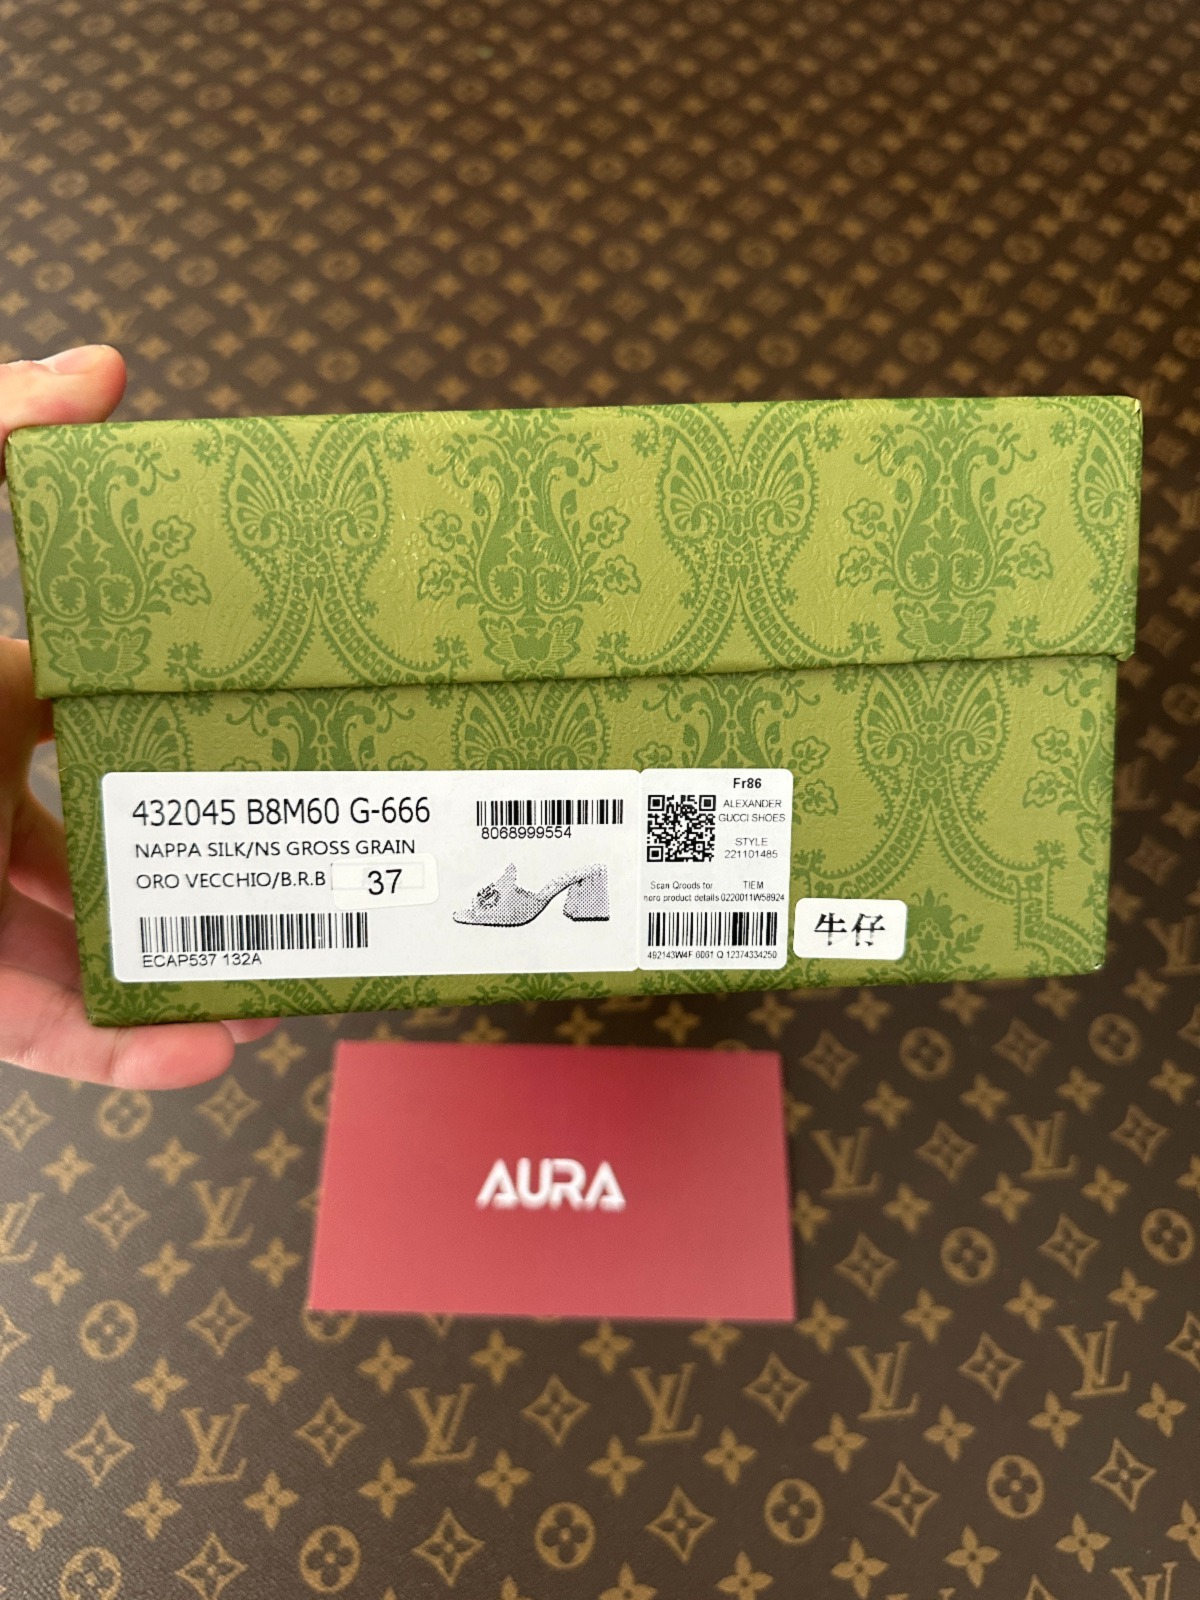 432045 B8M60 G-666
NAPPA SILK/NS GROSS GRAIN
ORO VECCHIO/B.R.B 37
ECAP537 132A
8068999554
Fr86
ALEXANDER
GUCCI SHOES
STYLE
221101485
Scan Qroods for TIEM
hero product details 0220011W58924
492143W4F 6061 Q 12374334250
牛仔
AURA